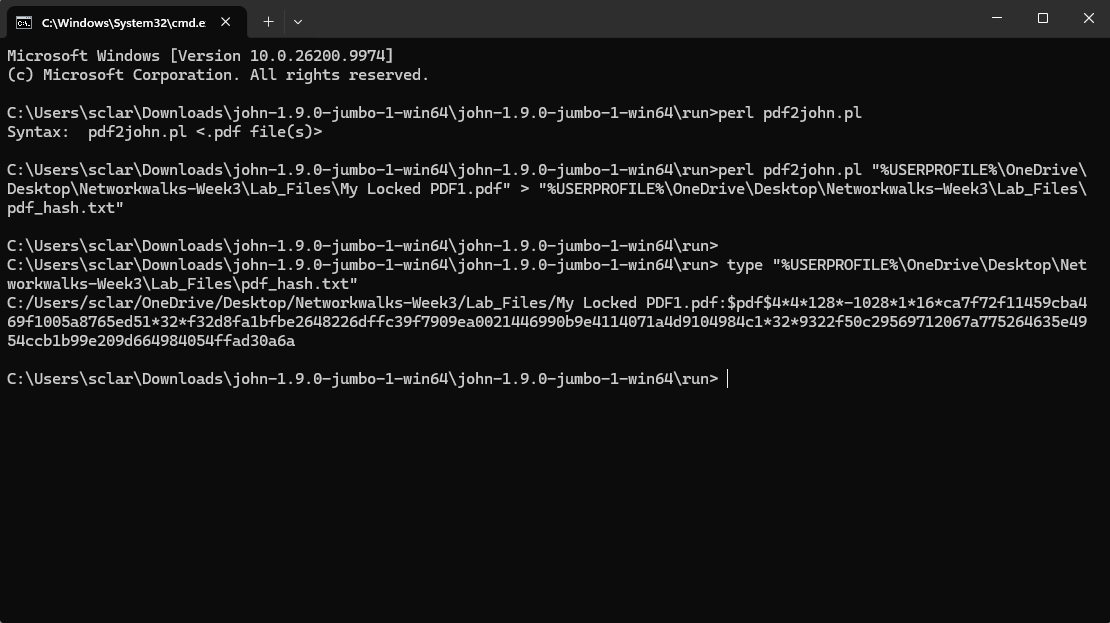 C:\Windows\System32\cmd.e
Microsoft Windows [Version 10.0.26200.9974]
(c) Microsoft Corporation. All rights reserved.
C:\Users\sclar\Downloads\john-1.9.0-jumbo-1-win64\john-1.9.0-jumbo-1-win64\run>perl pdf2john.pl
Syntax:  pdf2john.pl <.pdf file(s)>
C:\Users\sclar\Downloads\john-1.9.0-jumbo-1-win64\john-1.9.0-jumbo-1-win64\run>perl pdf2john.pl "%USERPROFILE%\OneDrive\
Desktop\Networkwalks-Week3\Lab_Files\My Locked PDF1.pdf" > "%USERPROFILE%\OneDrive\Desktop\Networkwalks-Week3\Lab_Files\
pdf_hash.txt"
C:\Users\sclar\Downloads\john-1.9.0-jumbo-1-win64\john-1.9.0-jumbo-1-win64\run>
C:\Users\sclar\Downloads\john-1.9.0-jumbo-1-win64\john-1.9.0-jumbo-1-win64\run> type "%USERPROFILE%\OneDrive\Desktop\Net
workwalks-Week3\Lab_Files\pdf_hash.txt"
C:/Users/sclar/OneDrive/Desktop/Networkwalks-Week3/Lab_Files/My Locked PDF1.pdf:$pdf$4*4*128*-1028*1*16*ca7f72f11459cba4
69f1005a8765ed51*32*f32d8fa1bfbe2648226dffc39f7909ea0021446990b9e4114071a4d9104984c1*32*9322f50c29569712067a775264635e49
54ccb1b99e209d664984054ffad30a6a
C:\Users\sclar\Downloads\john-1.9.0-jumbo-1-win64\john-1.9.0-jumbo-1-win64\run>